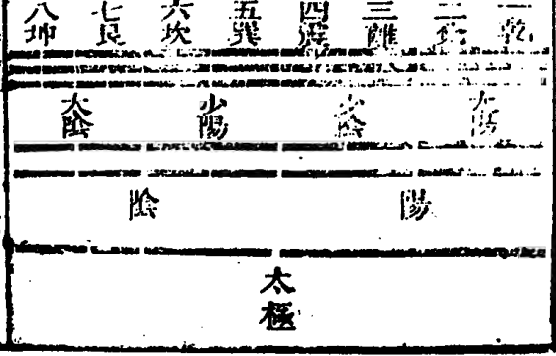 一乾
二兌
三離
四震
五巽
六坎
七艮
八坤
太陽
少陰
少陽
太陰
陽
陰
太極